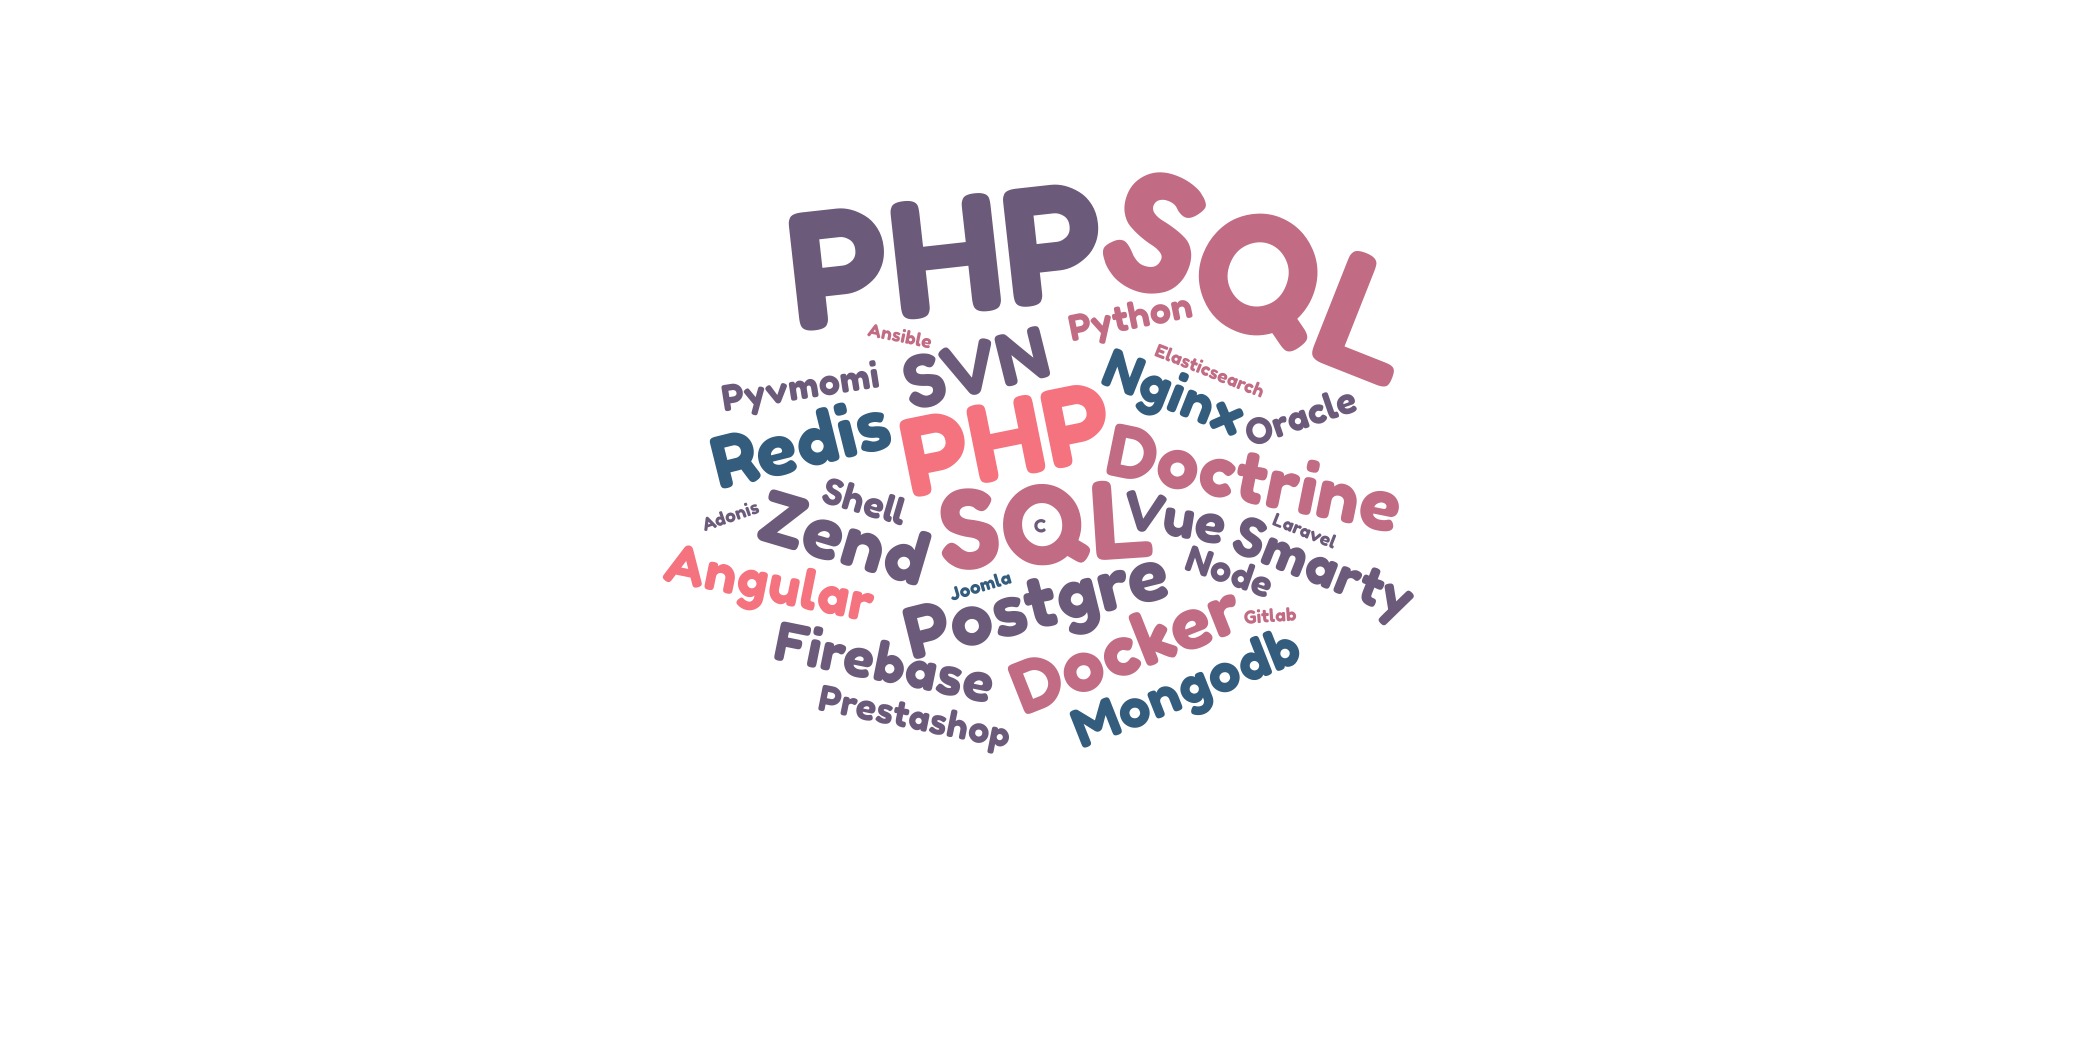 PHP
SQL
Ansible
SVN
Python
Pyvmomi
Nginx
Elasticsearch
Oracle
Redis
PHP
Doctrine
Adonis
Zend
Shell
SQL
C
Vue
Smarty
Laravel
Angular
Joomla
Postgre
Node
Firebase
Docker
Gitlab
Prestashop
Mongodb